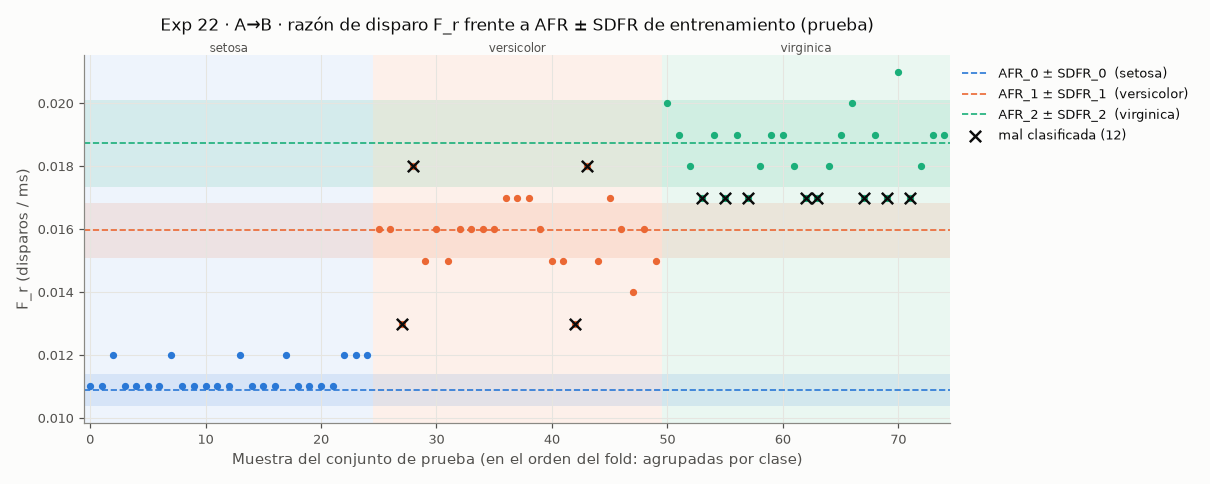 Exp 22 · A→B · razón de disparo F_r frente a AFR ± SDFR de entrenamiento (prueba)
setosa
versicolor
virginica
AFR_0 ± SDFR_0 (setosa)
AFR_1 ± SDFR_1 (versicolor)
AFR_2 ± SDFR_2 (virginica)
mal clasificada (12)
F_r (disparos / ms)
0.020
0.018
0.016
0.014
0.012
0.010
0
10
20
30
40
50
60
70
Muestra del conjunto de prueba (en el orden del fold: agrupadas por clase)